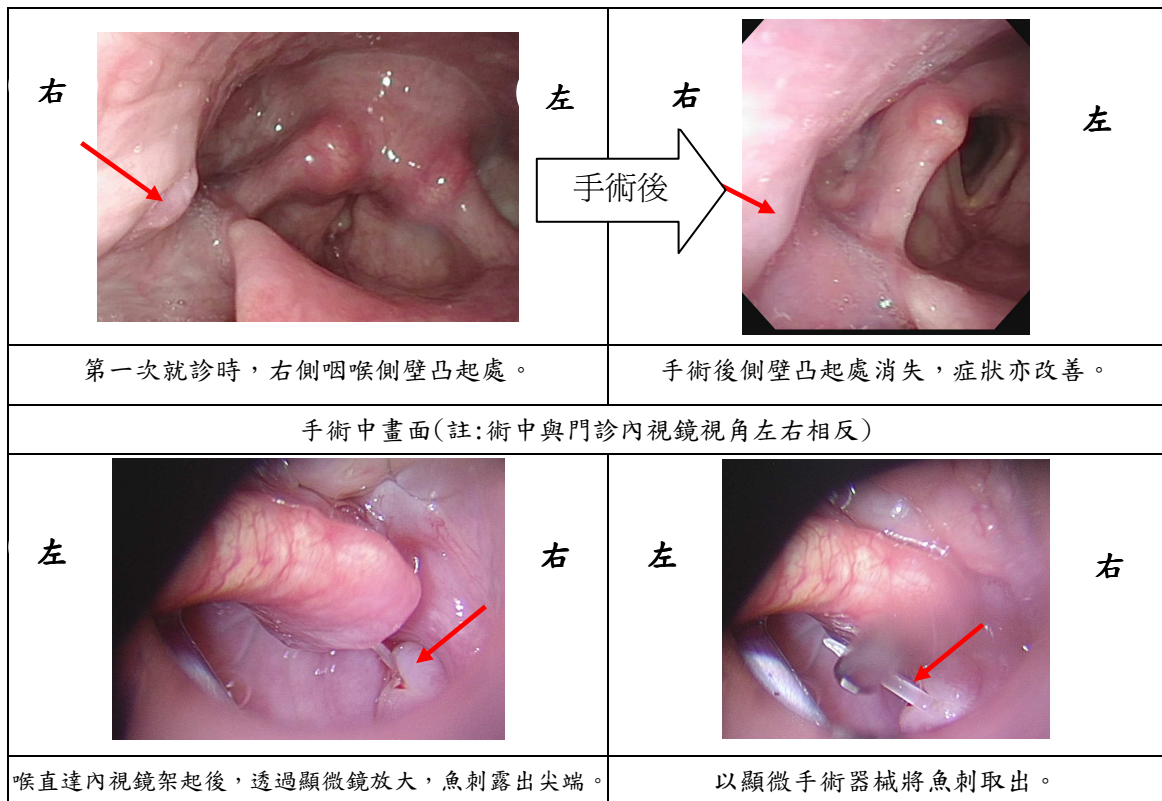 右
左
手術後
右
左
第一次就診時，右側咽喉側壁凸起處。
手術後側壁凸起處消失，症狀亦改善。
手術中畫面(註:術中與門診內視鏡視角左右相反)
左
右
左
右
喉直達內視鏡架起後，透過顯微鏡放大，魚刺露出尖端。
以顯微手術器械將魚刺取出。